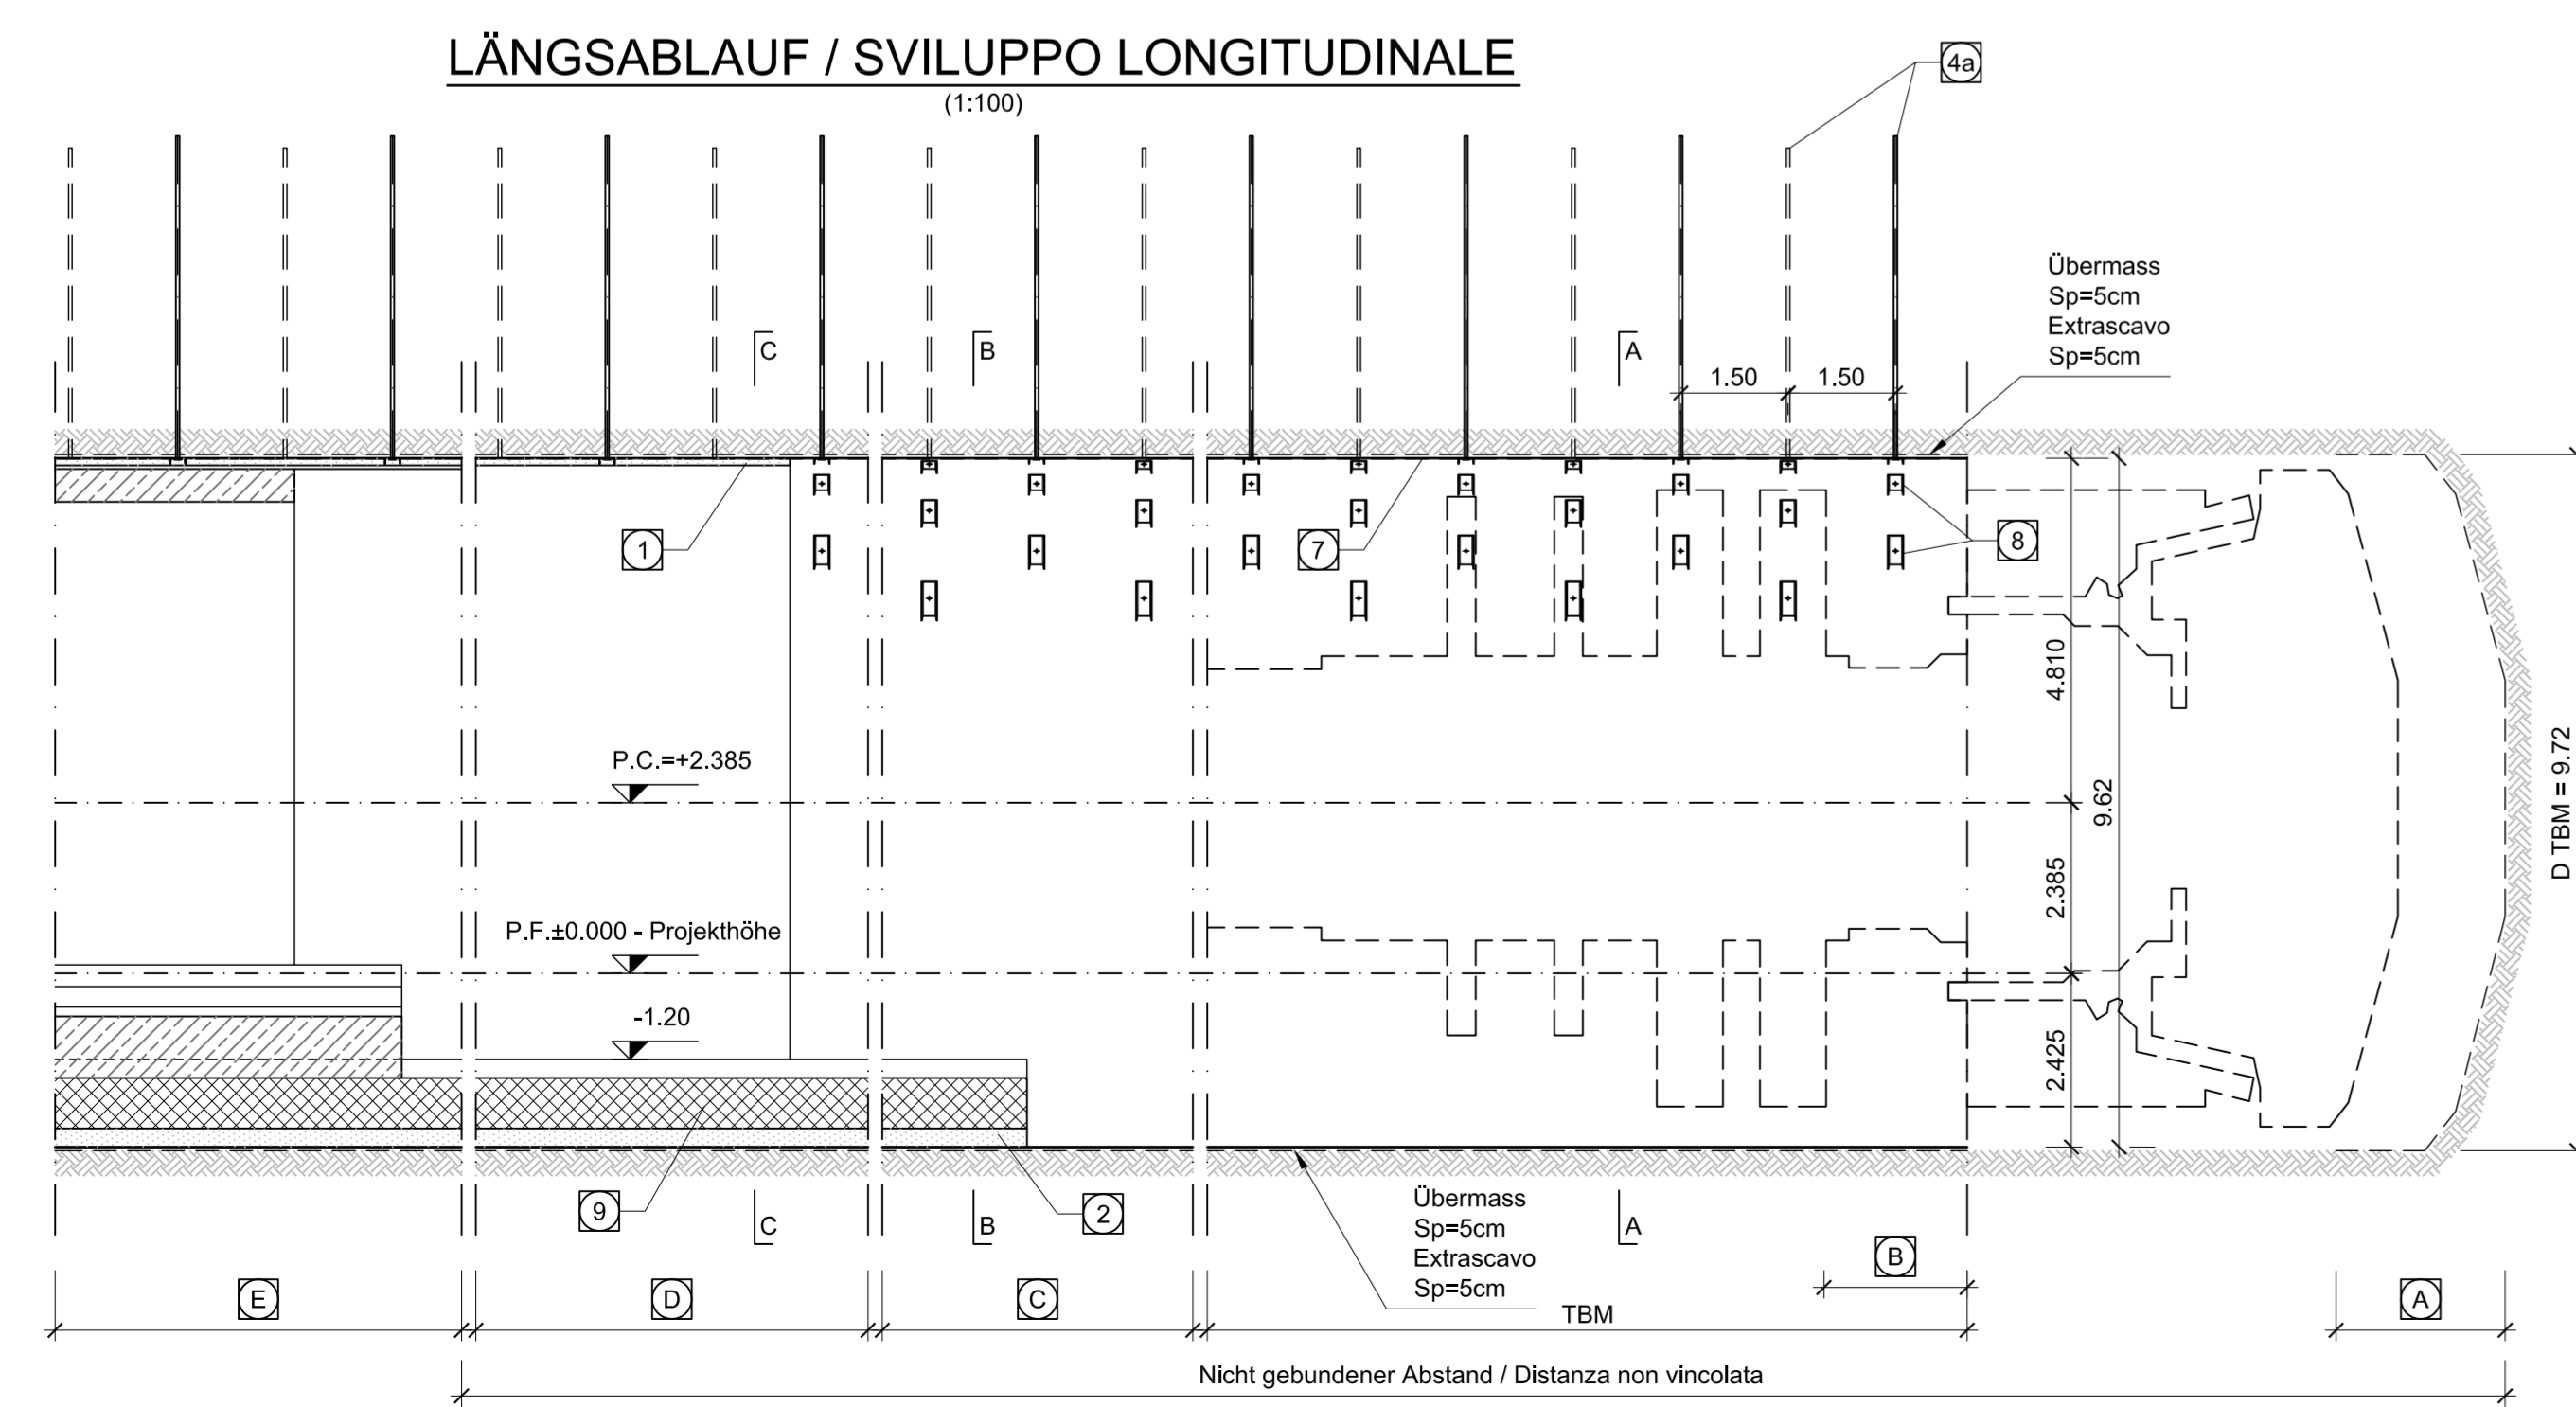 LÄNGSABLAUF / SVILUPPO LONGITUDINALE
(1:100)
4a
Übermass
Sp=5cm
Extrascavo
Sp=5cm
C
B
A
1.50
1.50
1
7
8
4.810
P.C.=+2.385
9.62
D TBM = 9.72
2.385
P.F.±0.000 - Projekthöhe
-1.20
2.425
9
C
B
2
Übermass
Sp=5cm
Extrascavo
Sp=5cm
A
B
E
D
C
TBM
A
Nicht gebundener Abstand / Distanza non vincolata